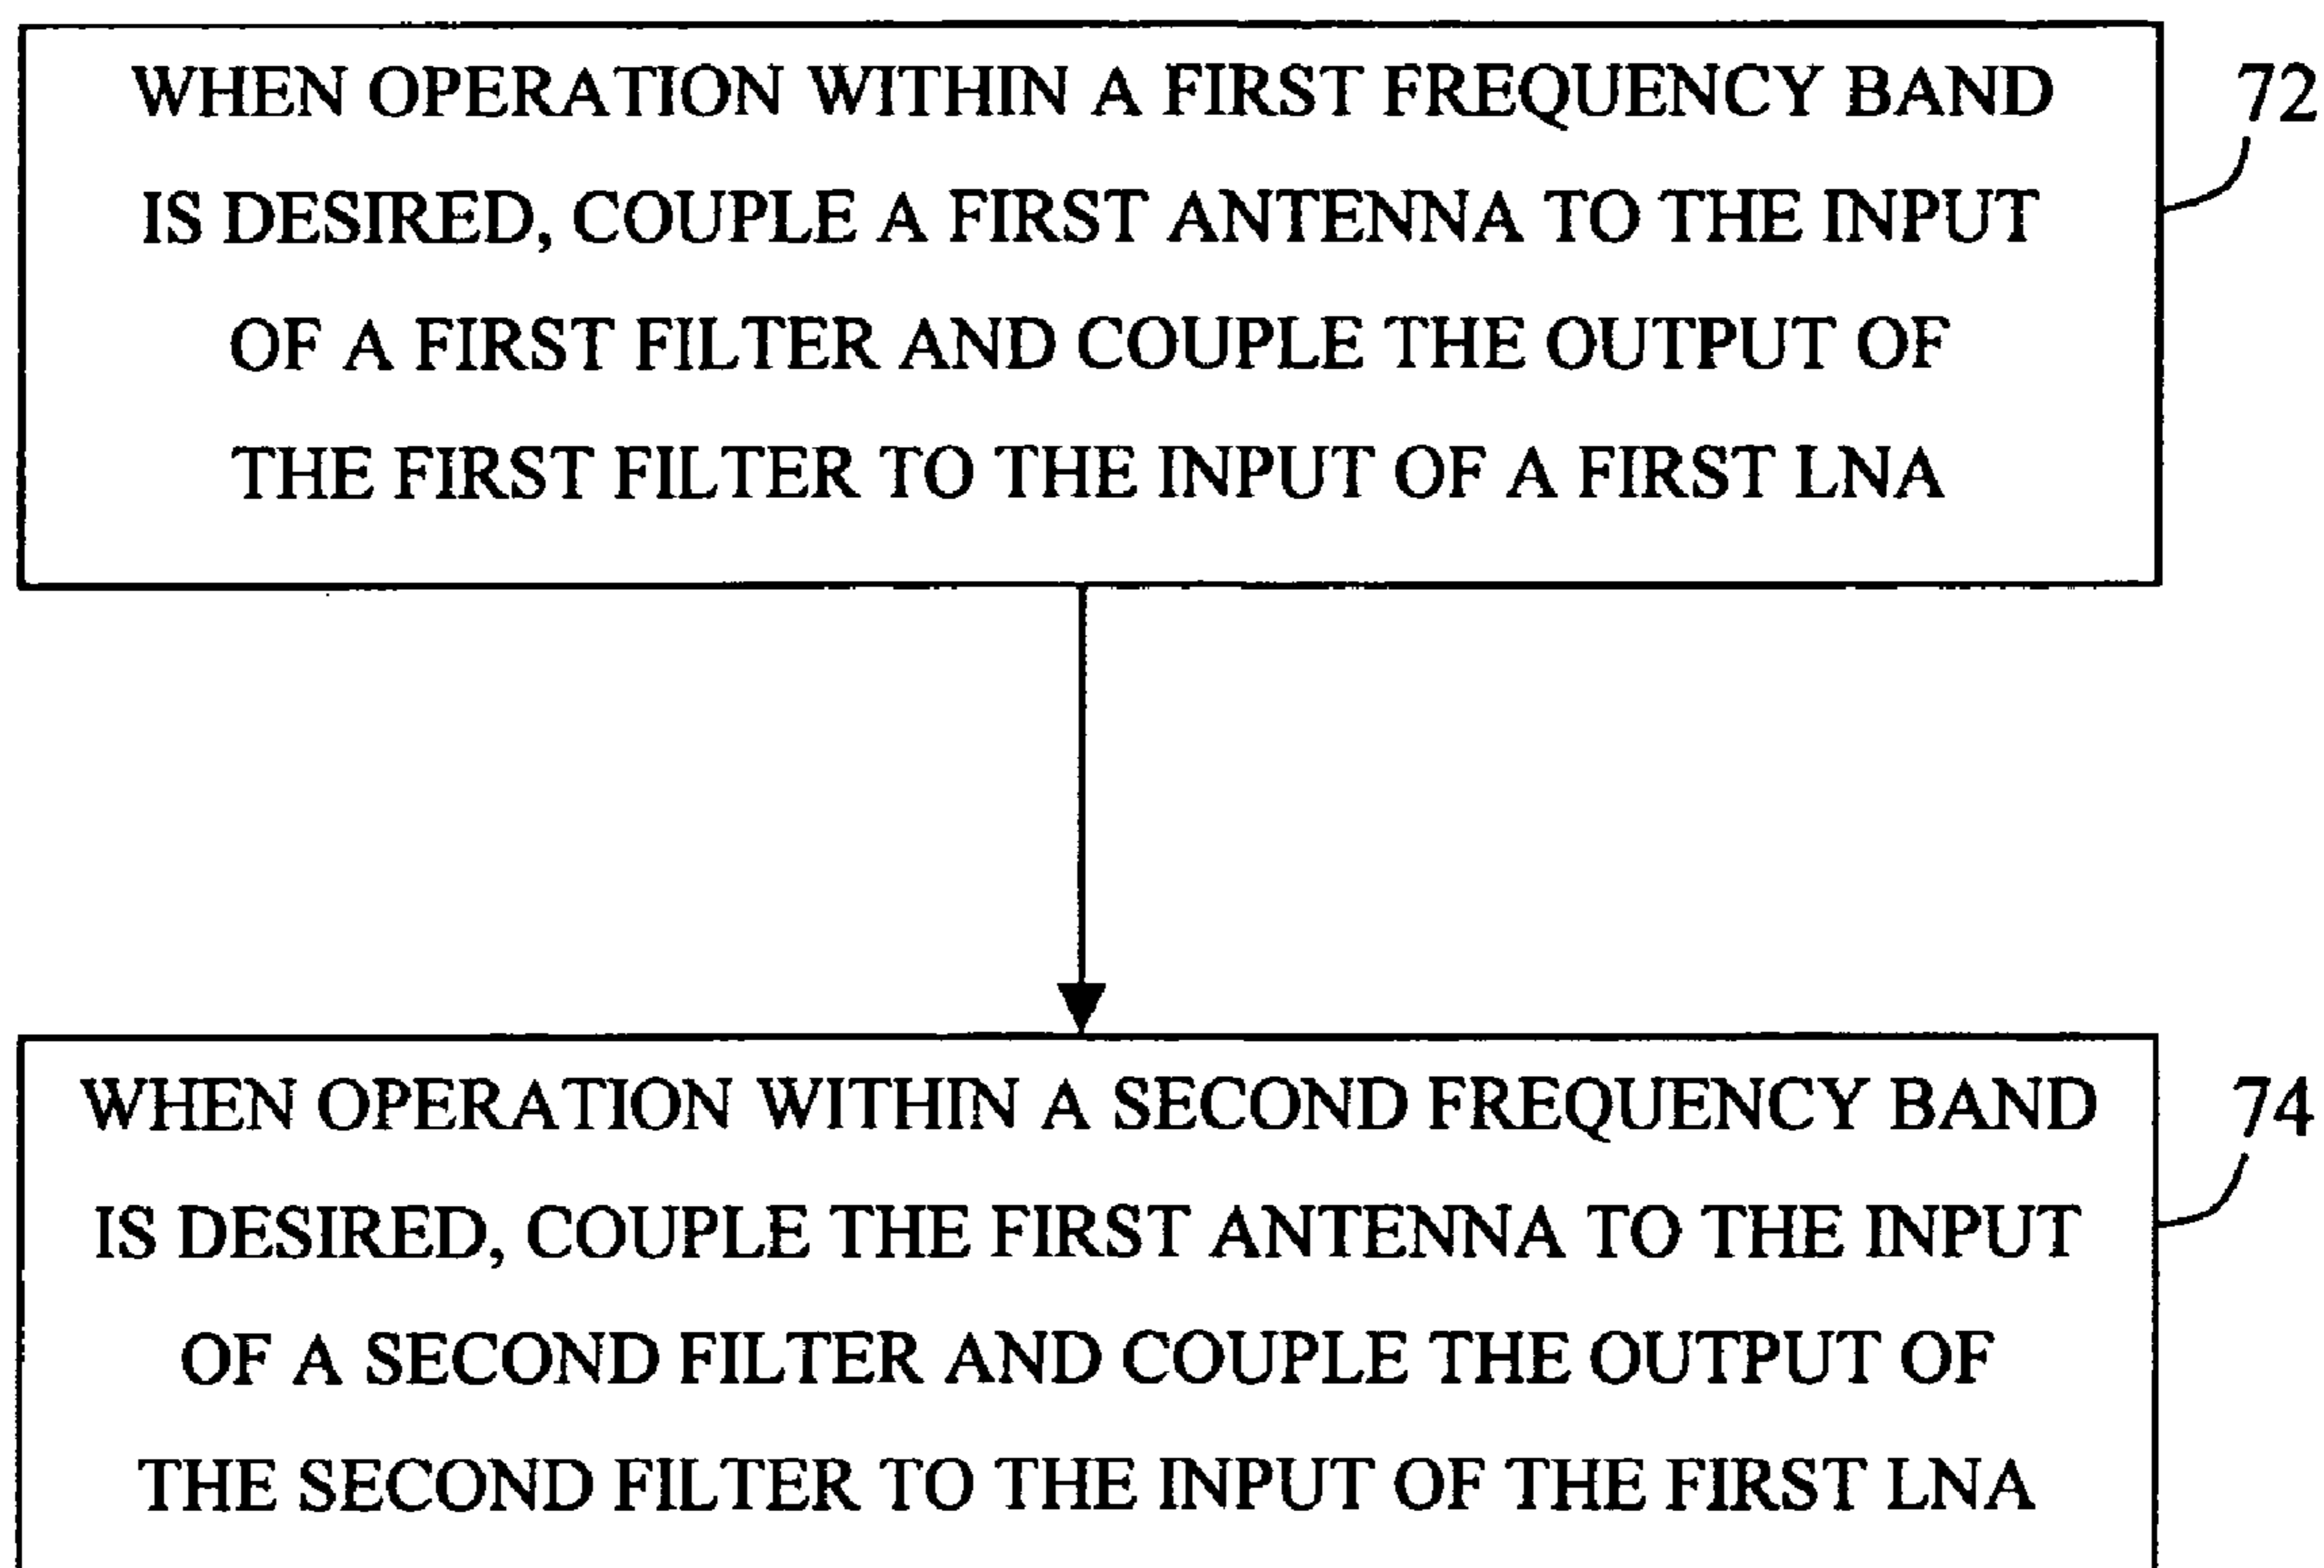 WHEN OPERATION WITHIN A FIRST FREQUENCY BAND
IS DESIRED, COUPLE A FIRST ANTENNA TO THE INPUT
OF A FIRST FILTER AND COUPLE THE OUTPUT OF
THE FIRST FILTER TO THE INPUT OF A FIRST LNA
72
WHEN OPERATION WITHIN A SECOND FREQUENCY BAND
IS DESIRED, COUPLE THE FIRST ANTENNA TO THE INPUT
OF A SECOND FILTER AND COUPLE THE OUTPUT OF
THE SECOND FILTER TO THE INPUT OF THE FIRST LNA
74